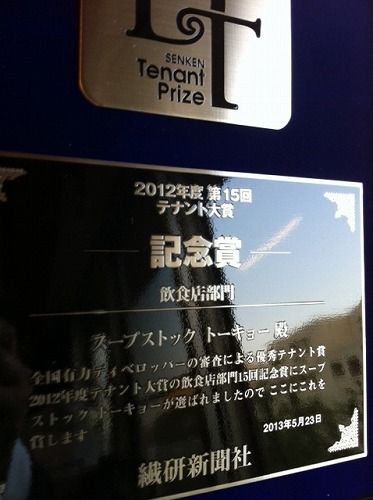 SENKEN
Tenant
Prize
2012年度 第15回
テナント大賞
記念賞
飲食店部門
スープストック トーキョー 殿
全国有力ディベロッパーの審査による優秀テナント賞
2012年度テナント大賞の飲食店部門15回記念賞にスープ
ストック トーキョーが選ばれましたので ここにこれを
賞します
2013年5月23日
繊研新聞社